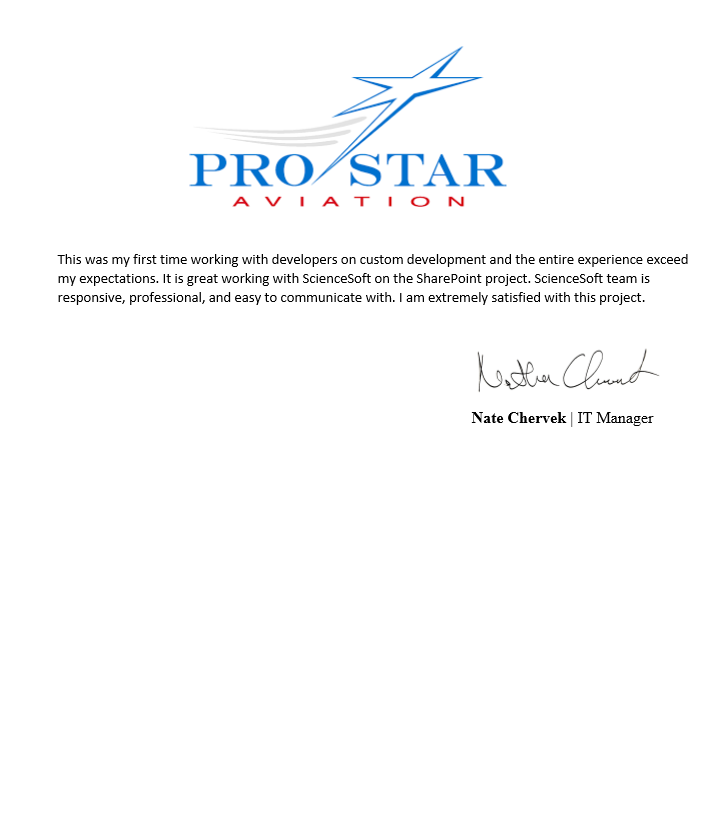 PRO STAR
AVIATION
This was my first time working with developers on custom development and the entire experience exceed
my expectations. It is great working with ScienceSoft on the SharePoint project. ScienceSoft team is
responsive, professional, and easy to communicate with. I am extremely satisfied with this project.
Nate Chervek | IT Manager